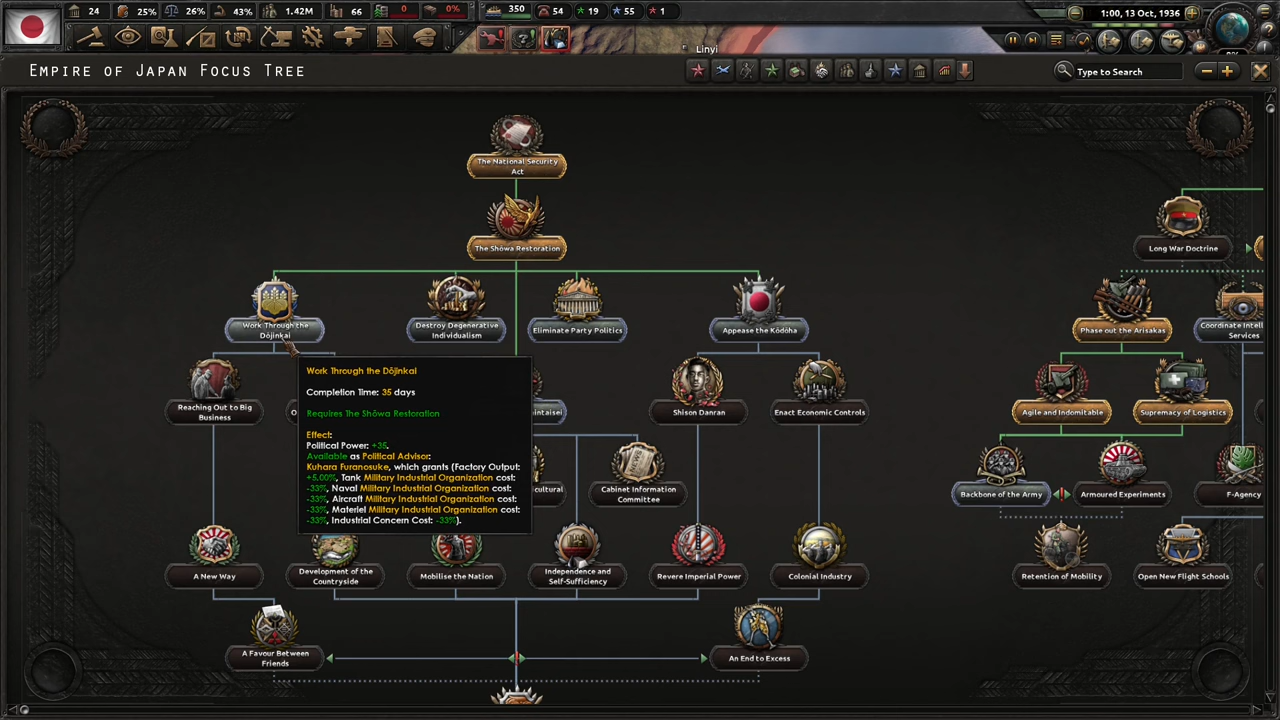 24
25%
26%
43%
1.42M
66
0
0%
350
54
19
55
1
1:00, 13 Oct, 1936
Linyi
Empire of Japan Focus Tree
Type to Search
The National Security
Act
The Shōwa Restoration
Long War Doctrine
Work Through the
Dōjinkai
Destroy Degenerative
Individualism
Eliminate Party Politics
Appease the Kōdōha
Phase out the Arisakas
Coordinate Intell
Services
Work Through the Dōjinkai
Completion Time: 35 days
Requires The Shōwa Restoration
Effect:
Political Power: +35.
Available as Political Advisor:
Kuhara Furanosuke, which grants (Factory Output:
+5.00%, Tank Military Industrial Organization cost:
-33%, Naval Military Industrial Organization cost:
-33%, Aircraft Military Industrial Organization cost:
-33%, Materiel Military Industrial Organization cost:
-33%, Industrial Concern Cost: -33%).
Reaching Out to Big
Business
O
intaisei
Shison Danran
Enact Economic Controls
Agile and Indomitable
Supremacy of Logistics
cultural
Cabinet Information
Committee
Backbone of the Army
Armoured Experiments
F-Agency
A New Way
Development of the
Countryside
Mobilise the Nation
Independence and
Self-Sufficiency
Revere Imperial Power
Colonial Industry
Retention of Mobility
Open New Flight Schools
A Favour Between
Friends
An End to Excess